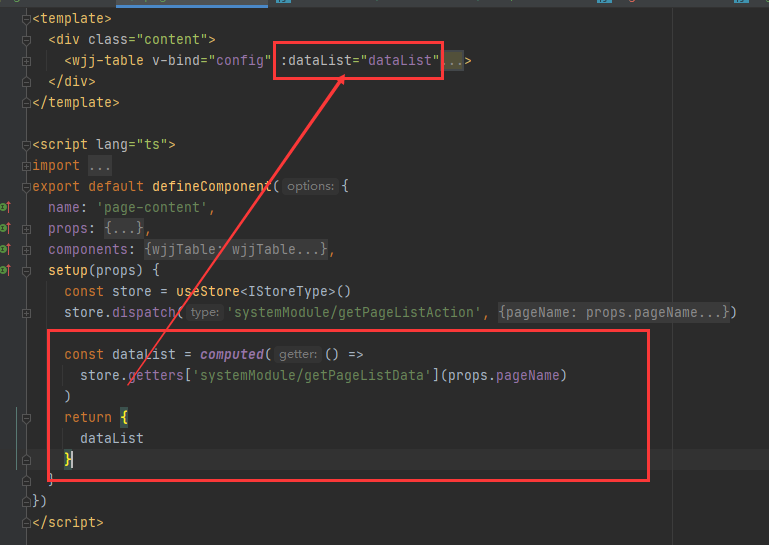 <template>
<div class="content">
<wjj-table v-bind="config" :dataList="dataList"...>
</div>
</template>
<script lang="ts">
import ...
export default defineComponent( options: {
name: 'page-content',
props: {...},
components: {wjjTable: wjjTable...},
setup(props) {
const store = useStore<IStoreType>()
store.dispatch( type: 'systemModule/getPageListAction', {pageName: props.pageName...})
const dataList = computed( getter: () =>
store.getters['systemModule/getPageListData'](props.pageName)
)
return {
dataList
}
}
})
</script>